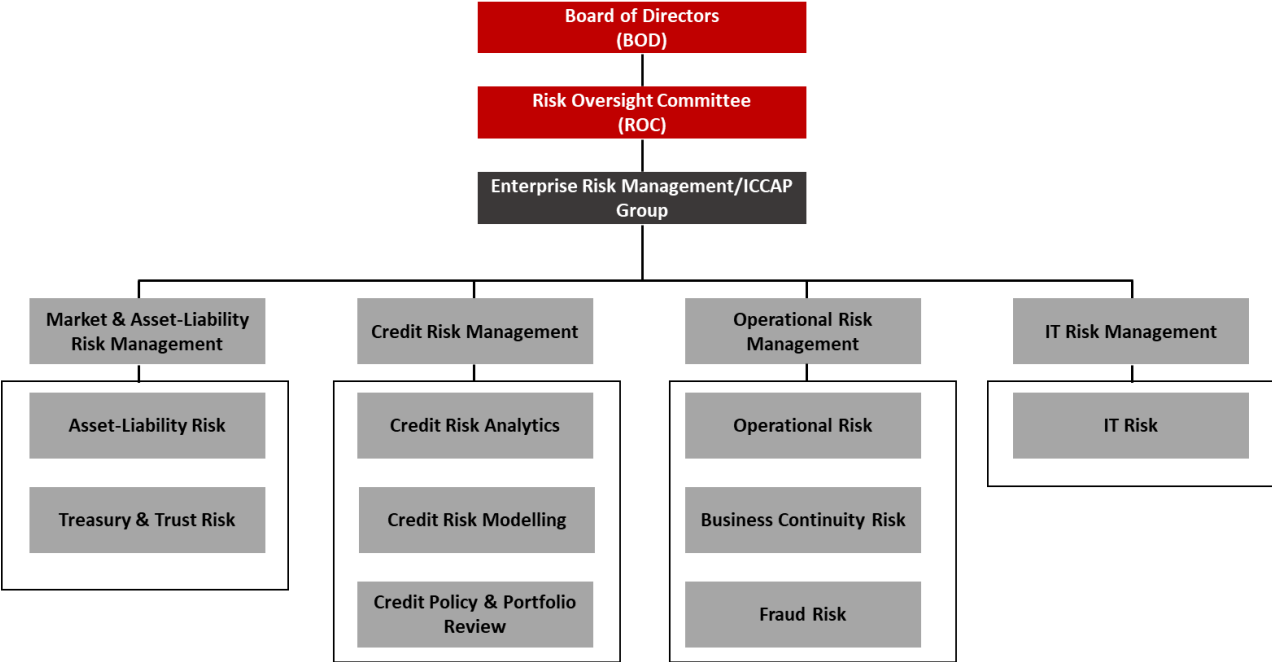 Board of Directors
(BOD)
Risk Oversight Committee
(ROC)
Enterprise Risk Management/ICCAP
Group
Market & Asset-Liability
Risk Management
Credit Risk Management
Operational Risk
Management
IT Risk Management
Asset-Liability Risk
Credit Risk Analytics
Operational Risk
IT Risk
Treasury & Trust Risk
Credit Risk Modelling
Business Continuity Risk
Credit Policy & Portfolio
Review
Fraud Risk